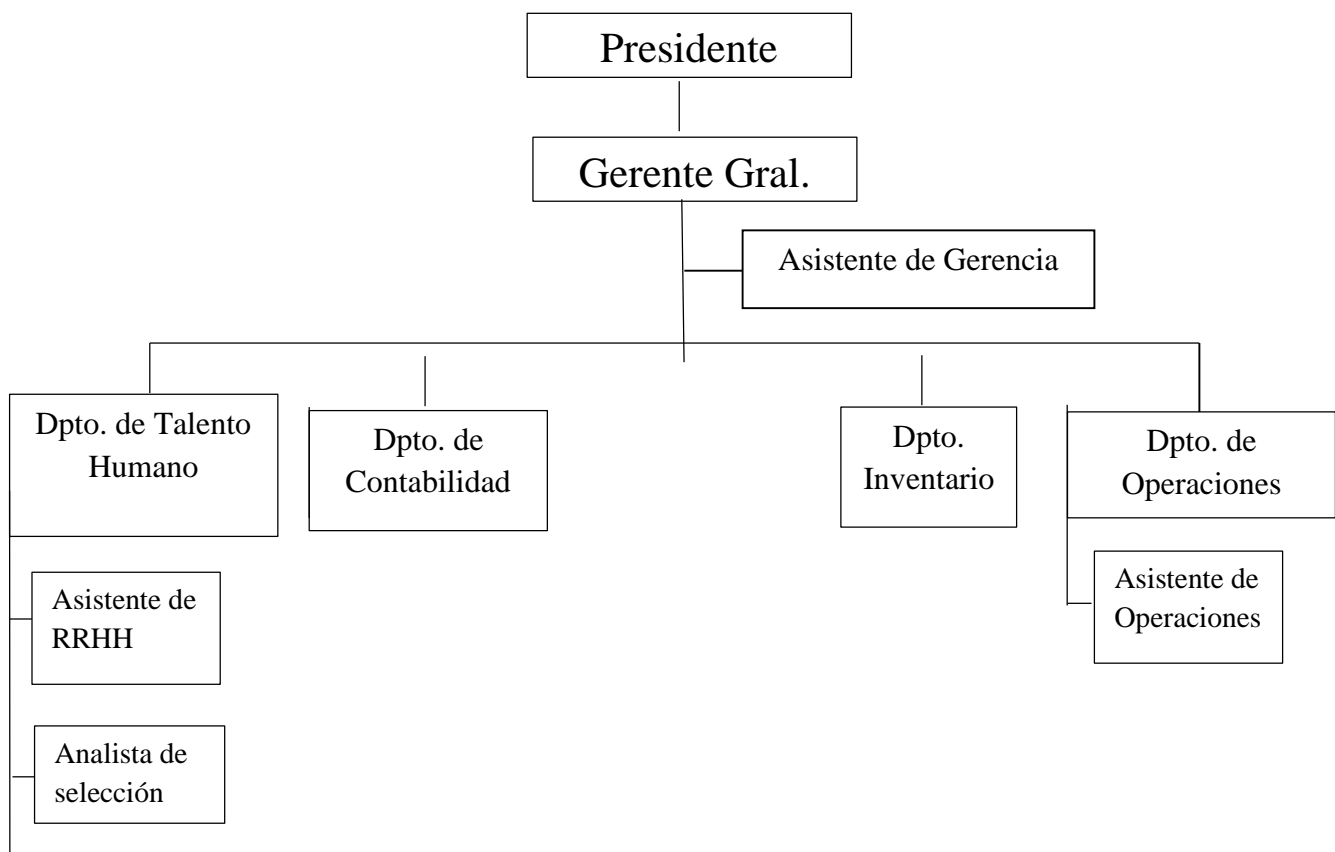 Presidente
Gerente Gral.
Asistente de Gerencia
Dpto. de Talento
Humano
Dpto. de
Contabilidad
Dpto.
Inventario
Dpto. de
Operaciones
Asistente de
RRHH
Asistente de
Operaciones
Analista de
selección